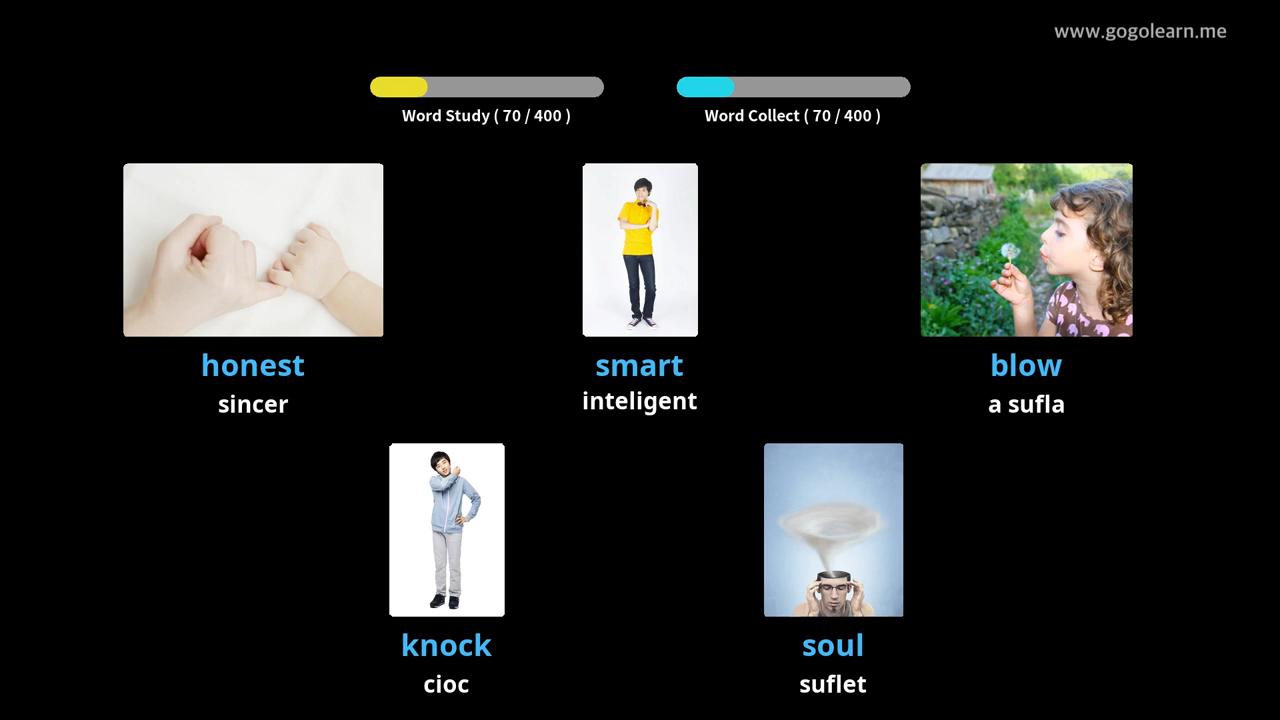 www.gogolearn.me
Word Study ( 70 / 400 )
Word Collect ( 70 / 400 )
honest
sincer
smart
inteligent
blow
a sufla
knock
cioc
soul
suflet